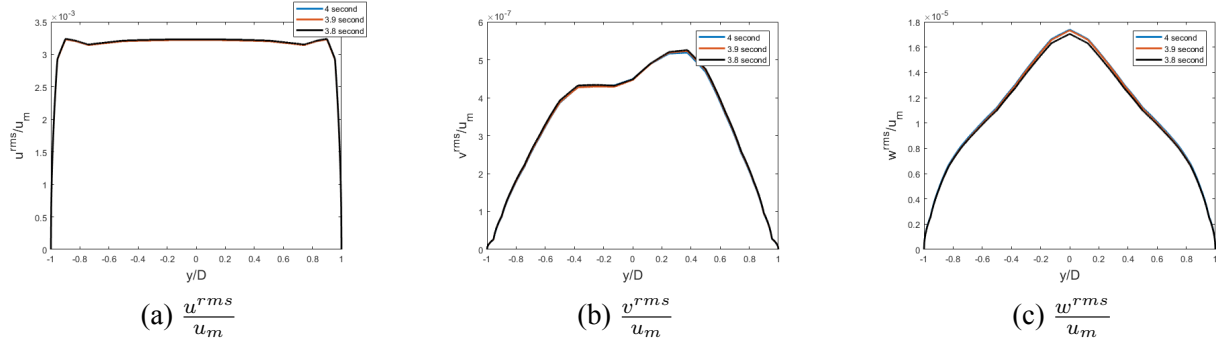 ×10⁻³
3.5
3
2.5
2
1.5
1
0.5
0
-1 -0.8 -0.6 -0.4 -0.2 0 0.2 0.4 0.6 0.8 1
u^rms/u_m
y/D
4 second
3.9 second
3.8 second
(a) u^rms/u_m
×10⁻⁷
6
5
4
3
2
1
0
-1 -0.8 -0.6 -0.4 -0.2 0 0.2 0.4 0.6 0.8 1
v^rms/u_m
y/D
4 second
3.9 second
3.8 second
(b) v^rms/u_m
×10⁻⁵
1.8
1.6
1.4
1.2
1
0.8
0.6
0.4
0.2
0
-1 -0.8 -0.6 -0.4 -0.2 0 0.2 0.4 0.6 0.8 1
w^rms/u_m
y/D
4 second
3.9 second
3.8 second
(c) w^rms/u_m